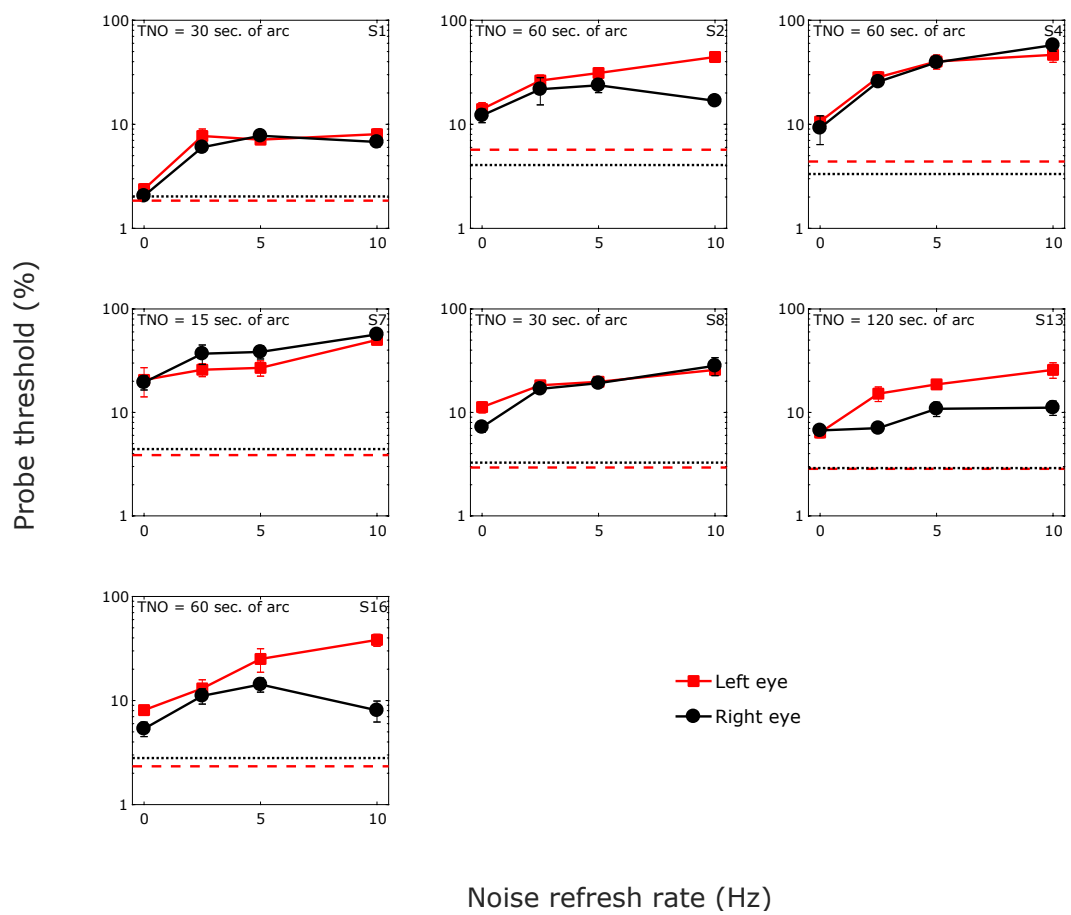 TNO = 30 sec. of arc S1
100
10
1
0 5 10
TNO = 60 sec. of arc S2
100
10
1
0 5 10
TNO = 60 sec. of arc S4
100
10
1
0 5 10
Probe threshold (%)
TNO = 15 sec. of arc S7
100
10
1
0 5 10
TNO = 30 sec. of arc S8
100
10
1
0 5 10
TNO = 120 sec. of arc S13
100
10
1
0 5 10
TNO = 60 sec. of arc S16
100
10
1
0 5 10
Left eye
Right eye
Noise refresh rate (Hz)